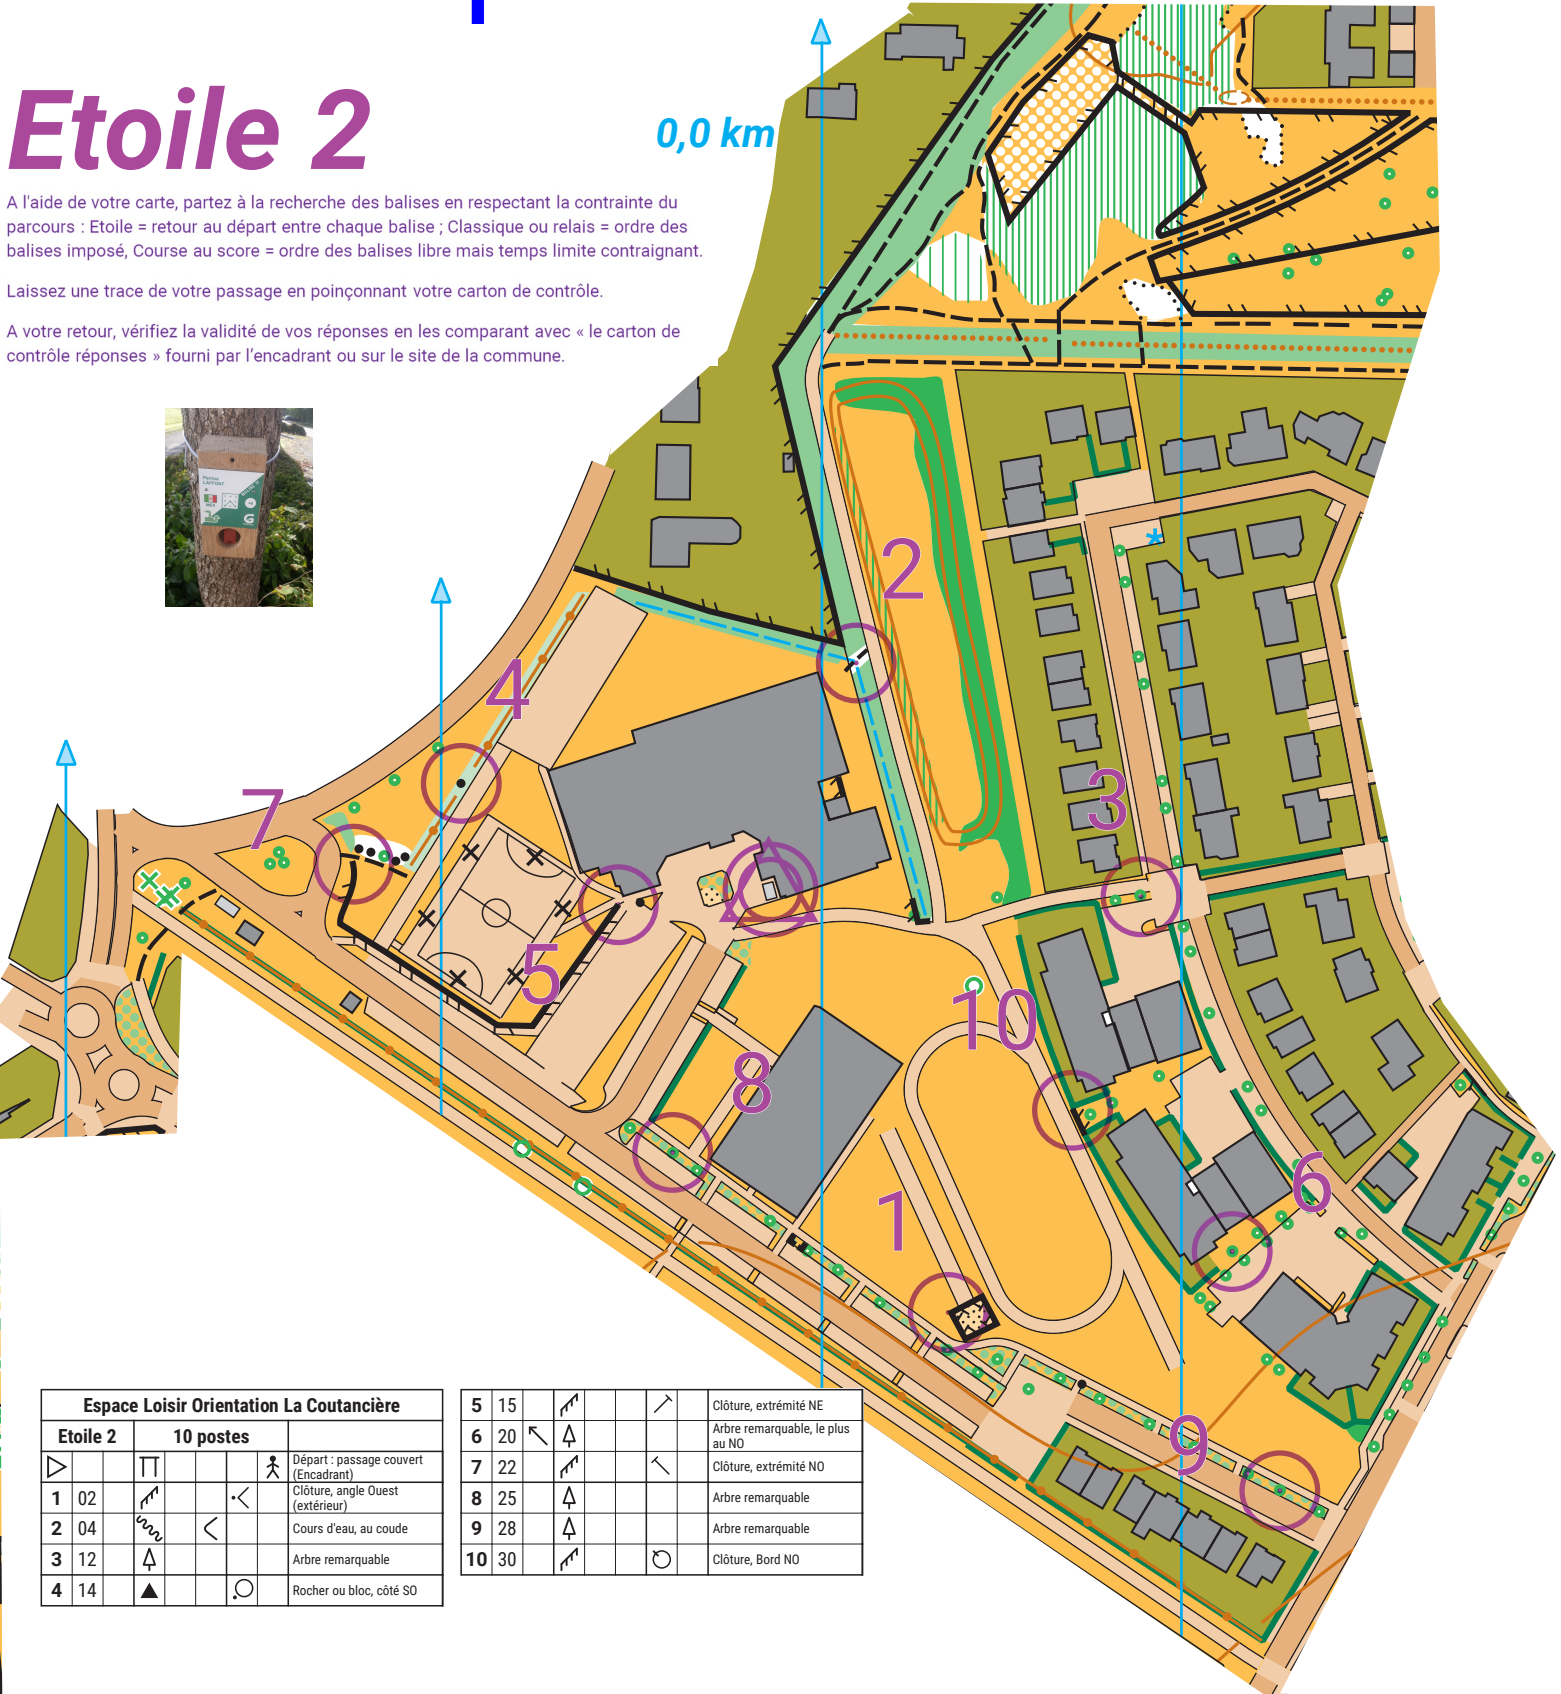 Etoile 2
0,0 km
A l'aide de votre carte, partez à la recherche des balises en respectant la contrainte du
parcours : Etoile = retour au départ entre chaque balise ; Classique ou relais = ordre des
balises imposé, Course au score = ordre des balises libre mais temps limite contraignant.
Laissez une trace de votre passage en poinçonnant votre carton de contrôle.
A votre retour, vérifiez la validité de vos réponses en les comparant avec « le carton de
contrôle réponses » fourni par l'encadrant ou sur le site de la commune.
2
4
3
7
5
10
8
6
1
9
Espace Loisir Orientation La Coutancière
Etoile 2 10 postes
Départ : passage couvert
(Encadrant)
1 02 Clôture, angle Ouest
(extérieur)
2 04 Cours d'eau, au coude
3 12 Arbre remarquable
4 14 Rocher ou bloc, côté SO
5 15 Clôture, extrémité NE
6 20 Arbre remarquable, le plus
au NO
7 22 Clôture, extrémité NO
8 25 Arbre remarquable
9 28 Arbre remarquable
10 30 Clôture, Bord NO